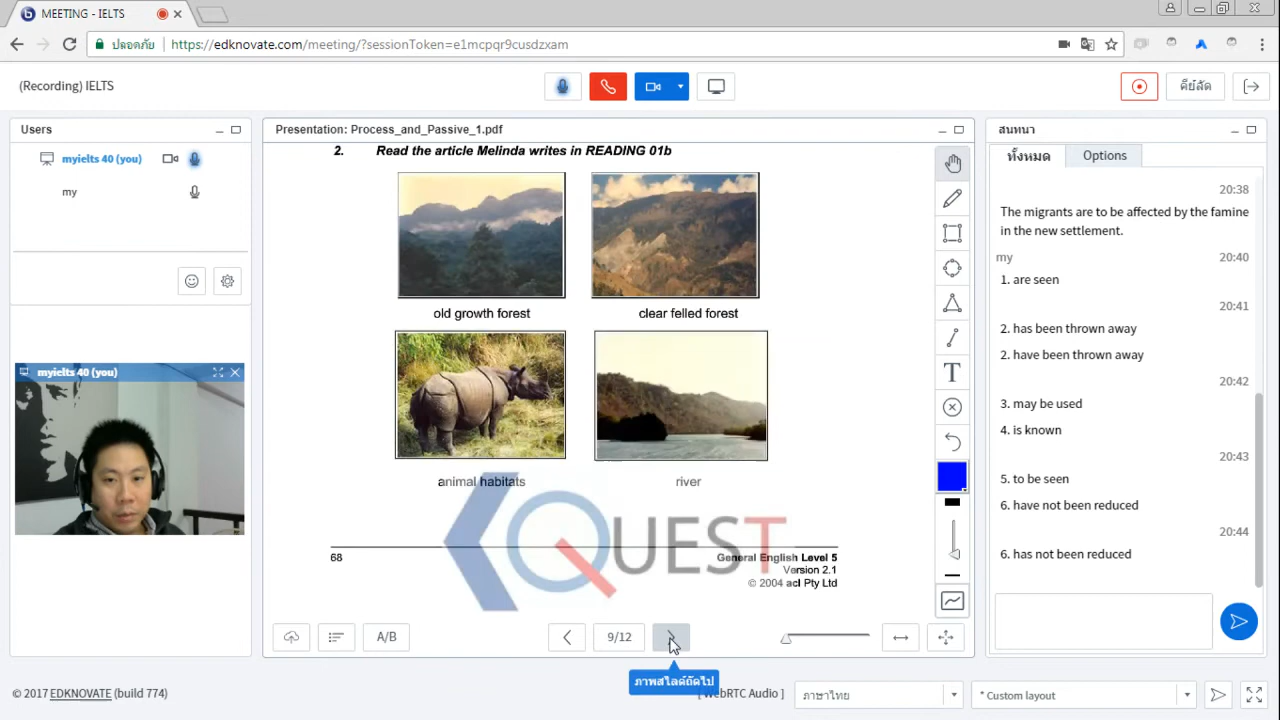 MEETING - IELTS
ปลอดภัย
https://edknovate.com/meeting/?sessionToken=e1mcpqr9cusdzxam
(Recording) IELTS
คีย์ลัด
Users
myielts 40 (you)
my
myielts 40 (you)
Presentation: Process_and_Passive_1.pdf
2. Read the article Melinda writes in READING 01b
old growth forest
clear felled forest
animal habitats
river
QUEST
68
General English Level 5
Version 2.1
© 2004 acl Pty Ltd
T
A/B
9/12
ภาพสไลด์ถัดไป
สนทนา
ทั้งหมด
Options
20:38
The migrants are to be affected by the famine
in the new settlement.
my
20:40
1. are seen
20:41
2. has been thrown away
2. have been thrown away
20:42
3. may be used
4. is known
20:43
5. to be seen
6. have not been reduced
20:44
6. has not been reduced
© 2017 EDKNOVATE (build 774)
[ WebRTC Audio ]
ภาษาไทย
* Custom layout